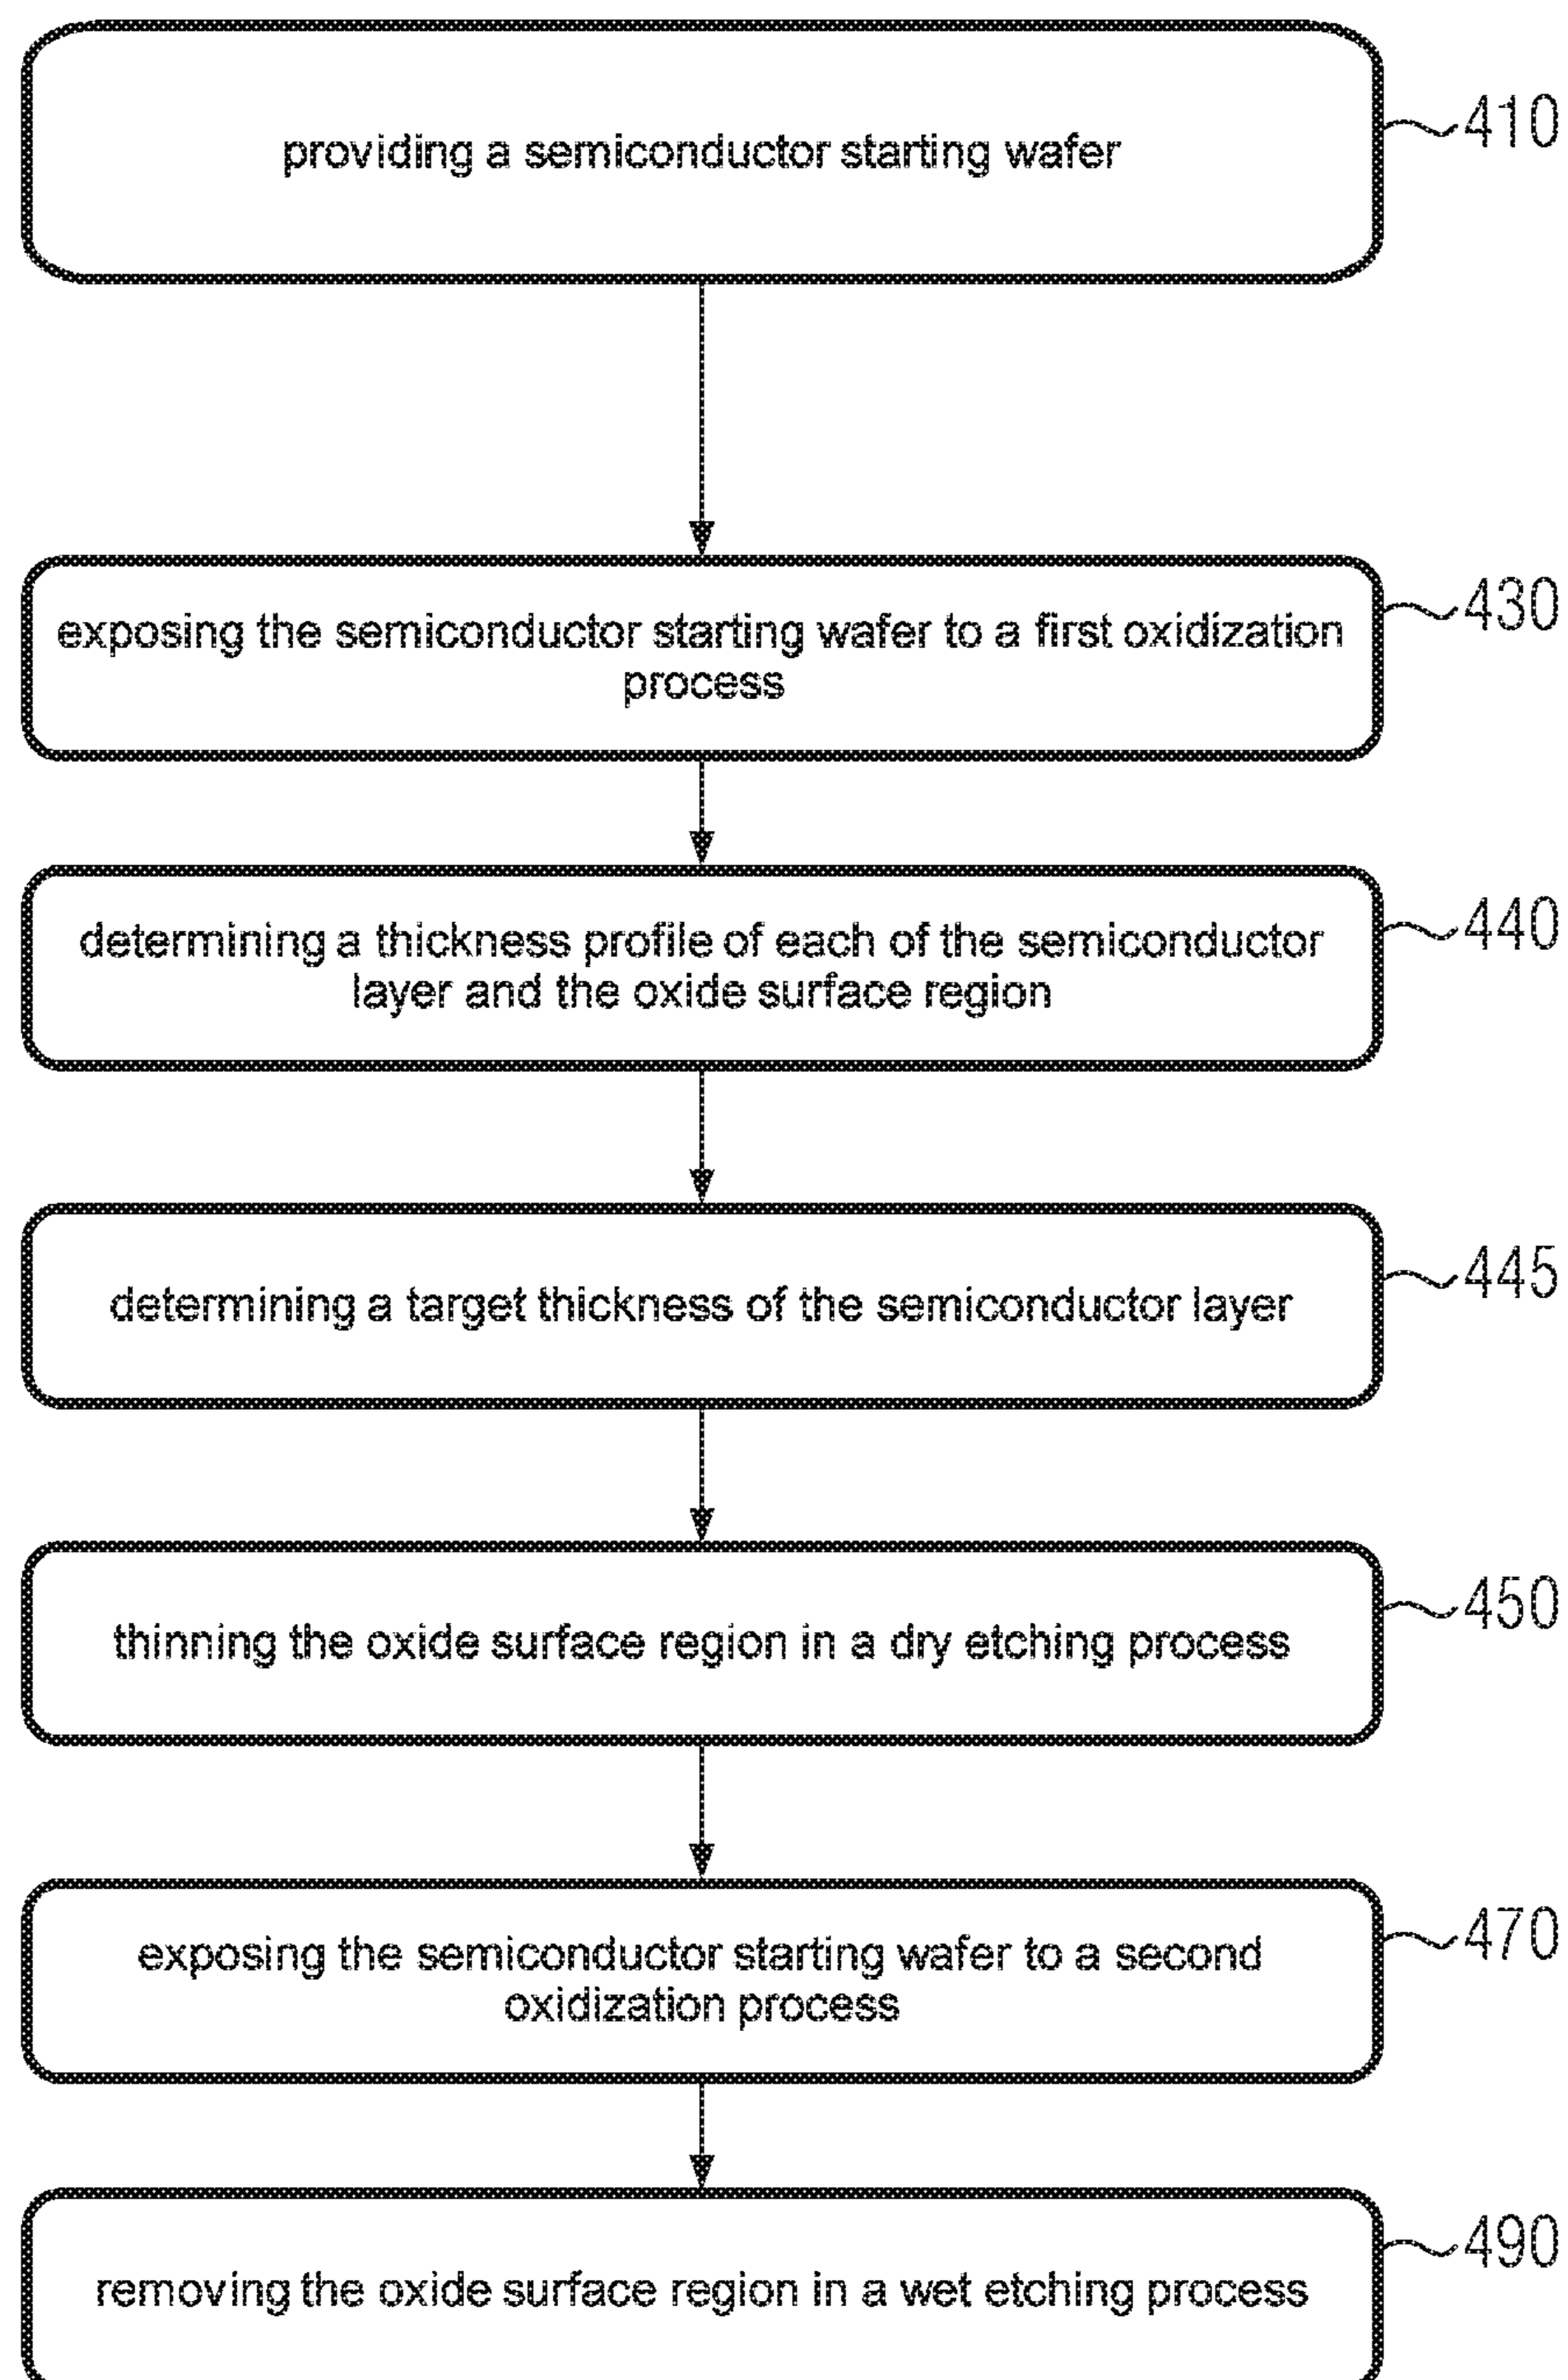 providing a semiconductor starting wafer
410
exposing the semiconductor starting wafer to a first oxidization
process
430
determining a thickness profile of each of the semiconductor
layer and the oxide surface region
440
determining a target thickness of the semiconductor layer
445
thinning the oxide surface region in a dry etching process
450
exposing the semiconductor starting wafer to a second
oxidization process
470
removing the oxide surface region in a wet etching process
490